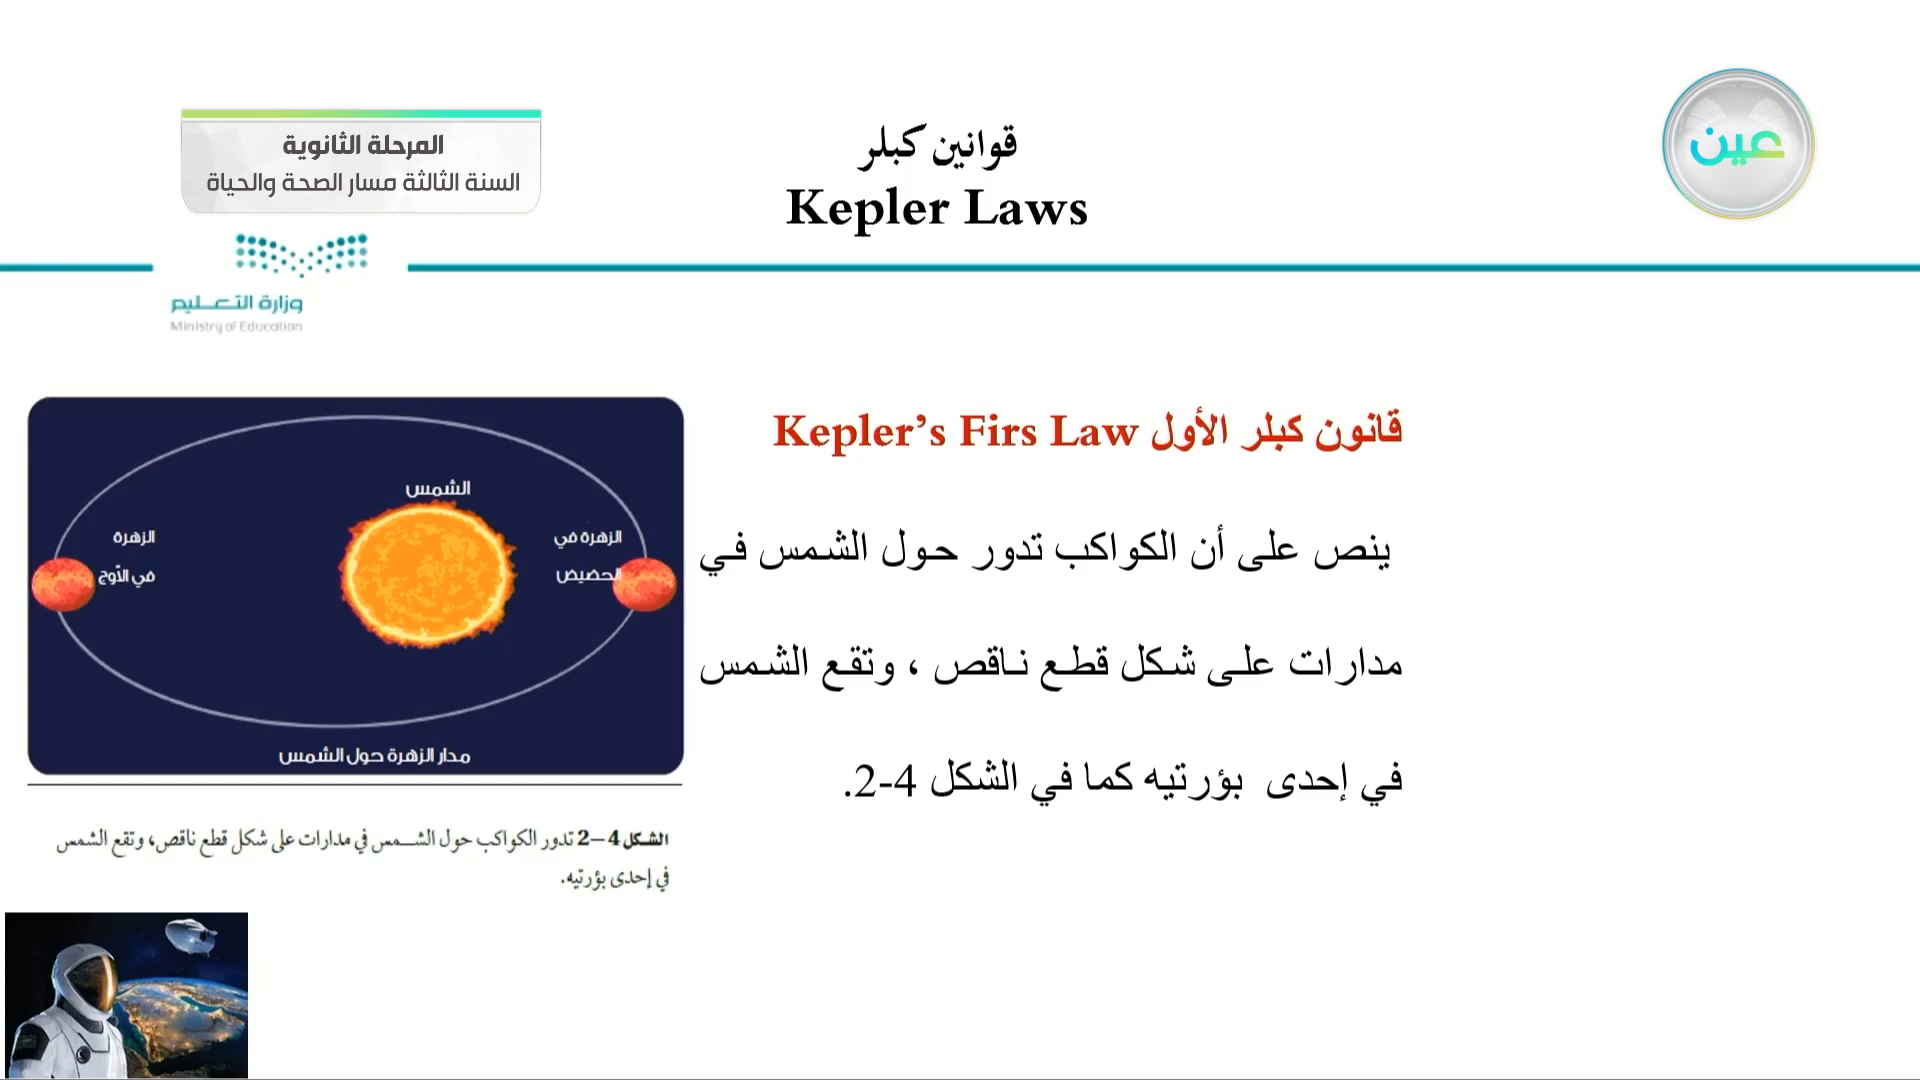 المرحلة الثانوية
السنة الثالثة مسار الصحة والحياة
قوانين كبلر
Kepler Laws
عين
وزارة التعليم
Ministry of Education
قانون كبلر الأول Kepler’s Firs Law
ينص على أن الكواكب تدور حول الشمس في
مدارات على شكل قطع ناقص ، وتقع الشمس
في إحدى بؤرتيه كما في الشكل 4-2.
الشمس
الزهرة في
الحضيض
الزهرة
في الأوج
مدار الزهرة حول الشمس
الشكل 4–2 تدور الكواكب حول الشمس في مدارات على شكل قطع ناقص، وتقع الشمس
في إحدى بؤرتيه.